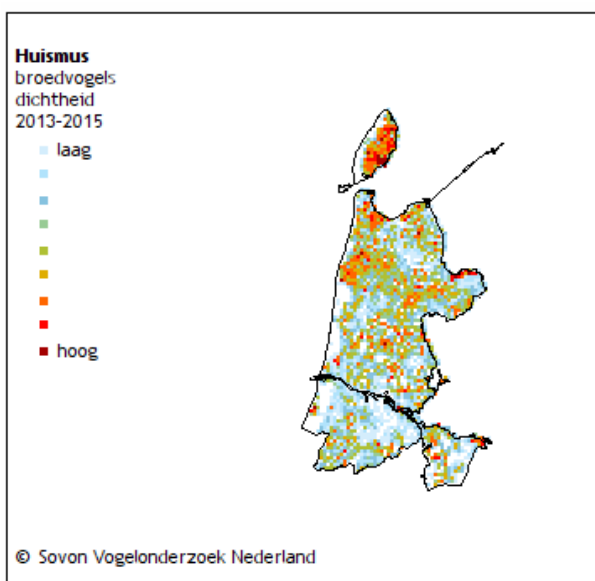 Huismus
broedvogels
dichtheid
2013-2015
laag
hoog
© Sovon Vogelonderzoek Nederland